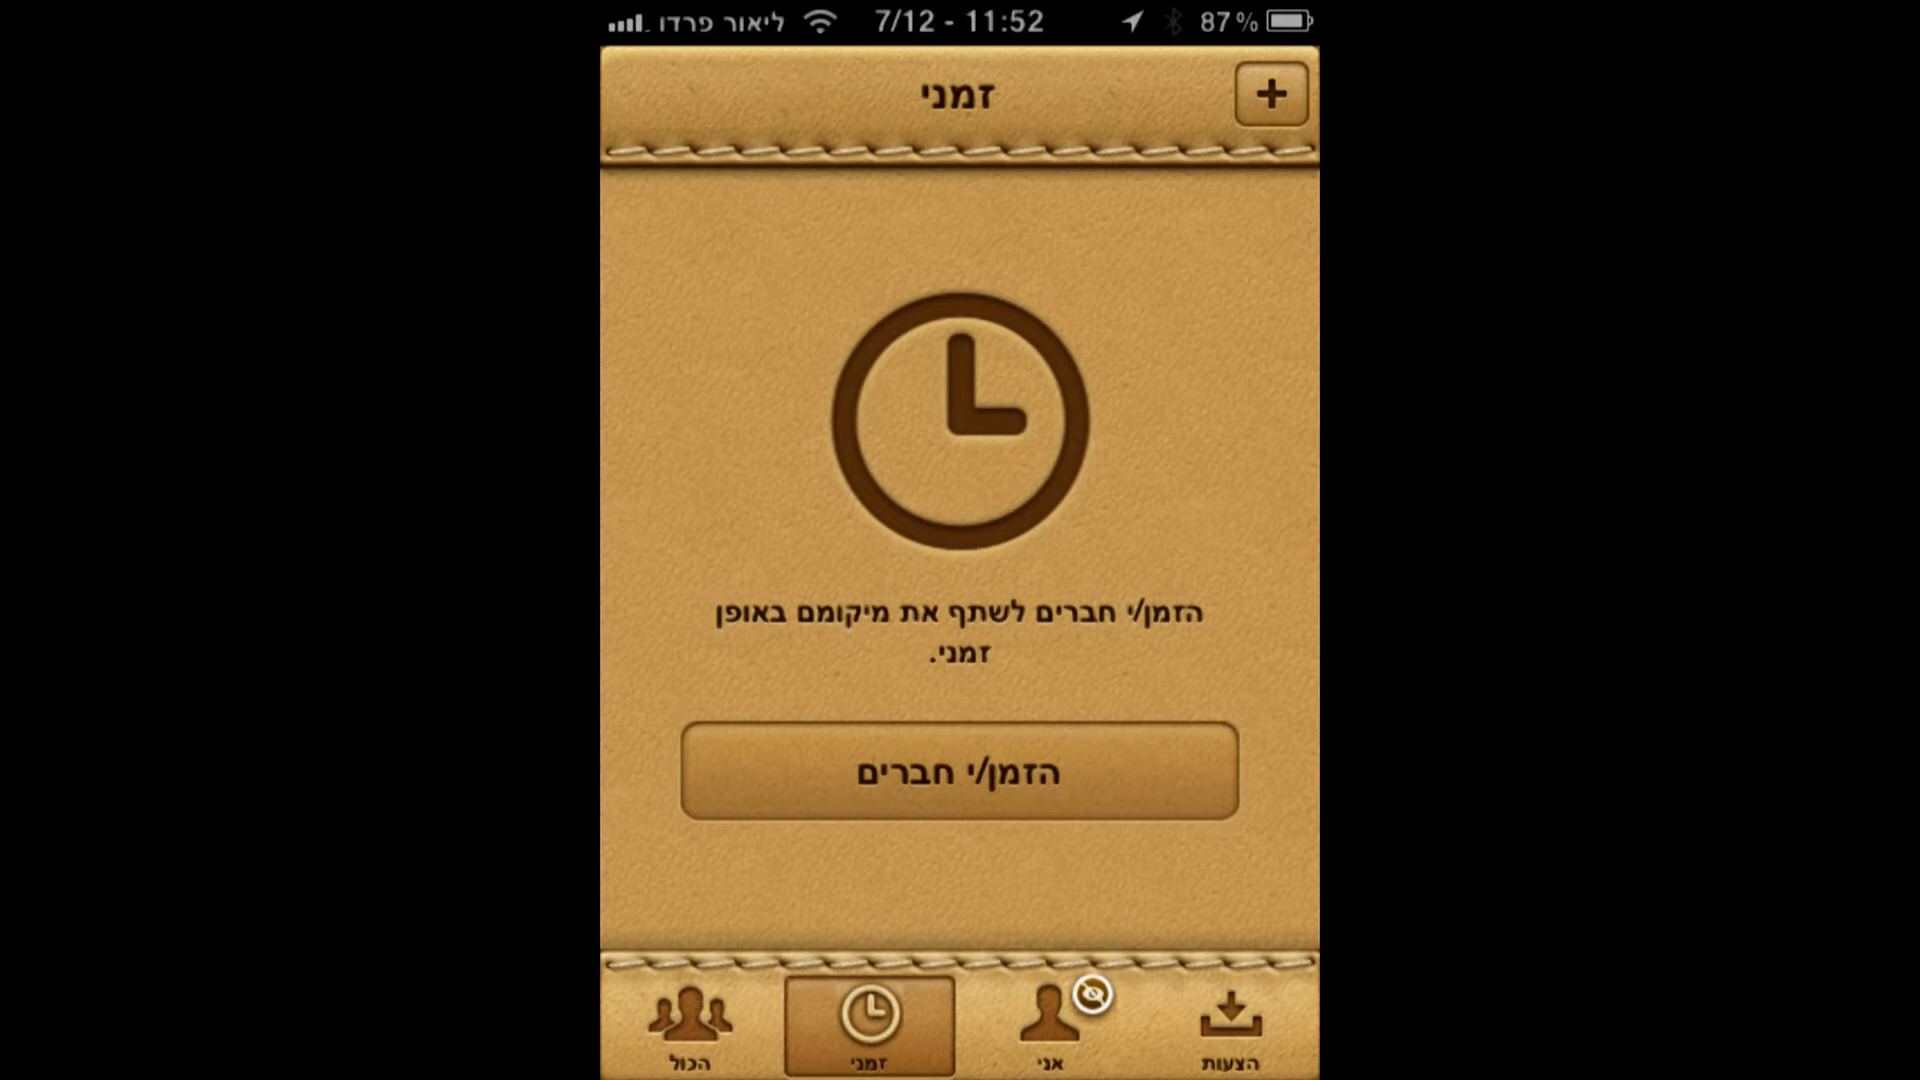 ליאור פרדו 7/12 - 11:52 87%
זמני
הזמן/י חברים לשתף את מיקומם באופן
זמני.
הזמן/י חברים
הכול
זמני
אני
הצעות